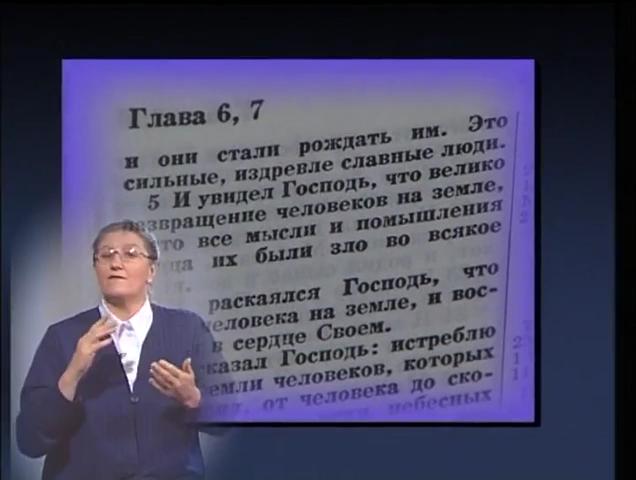 Глава 6, 7
и они стали рождать им. Это
сильные, издревле славные люди.
5 И увидел Господь, что велико
развращение человеков на земле,
все мысли и помышления
их были зло во всякое
раскаялся Господь, что
человека на земле, и вос-
в сердце Своем.
сказал Господь: истреблю
земли человеков, которых
от человека до ско-
небесных